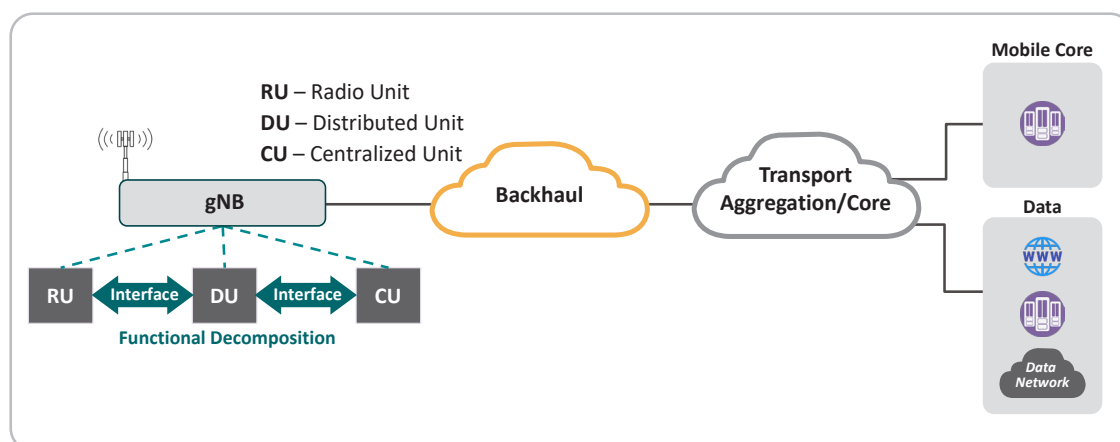 Mobile Core
RU – Radio Unit
DU – Distributed Unit
CU – Centralized Unit
gNB
Backhaul
Transport
Aggregation/Core
Data
WWW
RU
Interface
DU
Interface
CU
Functional Decomposition
Data
Network